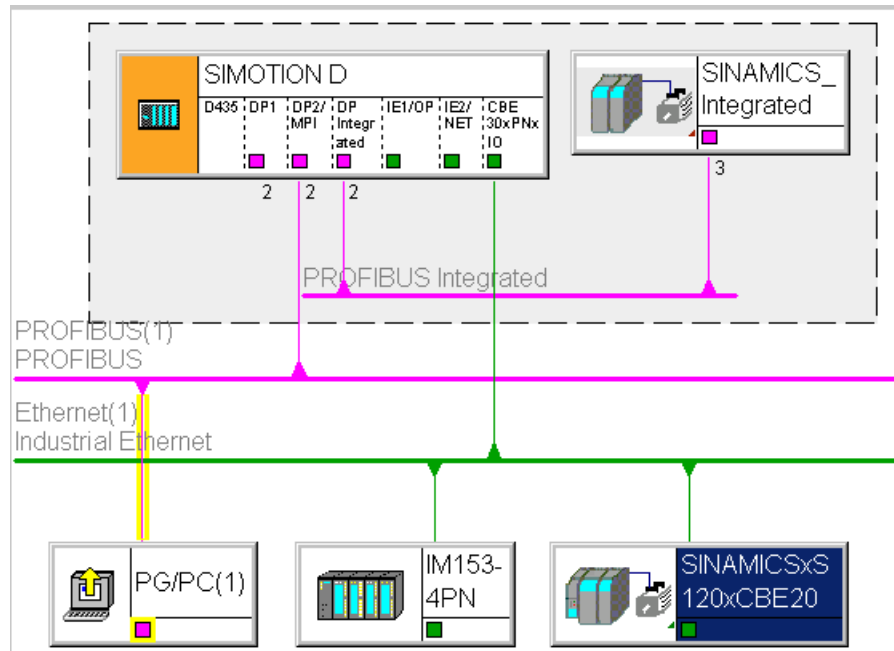 SIMOTION D
D435
DP1
DP2/
MPI
DP
Integr
ated
IE1/OP
IE2/
NET
CBE
30xPNx
IO
2
2
2
SINAMICS_
Integrated
3
PROFIBUS Integrated
PROFIBUS(1)
PROFIBUS
Ethernet(1)
Industrial Ethernet
PG/PC(1)
IM153-
4PN
SINAMICSxS
120xCBE20